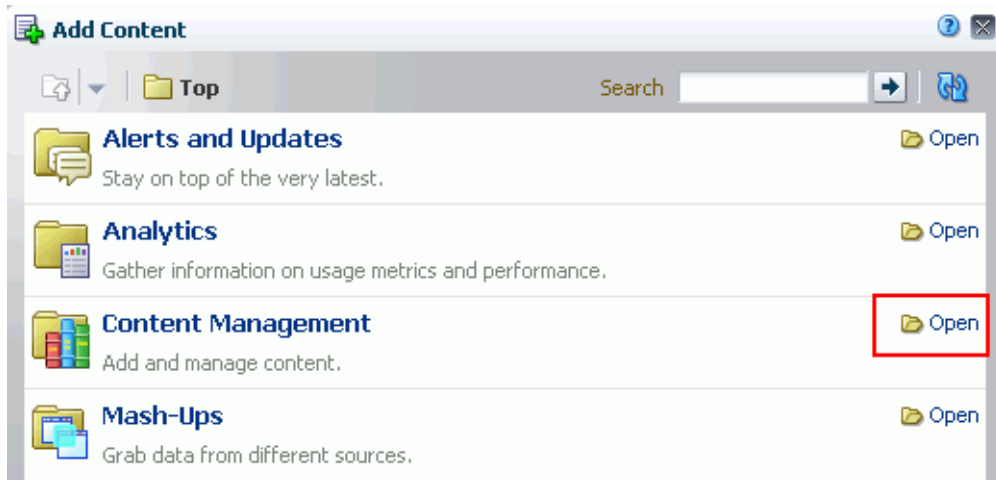 Add Content
Top Search
Alerts and Updates Open
Stay on top of the very latest.
Analytics Open
Gather information on usage metrics and performance.
Content Management Open
Add and manage content.
Mash-Ups Open
Grab data from different sources.